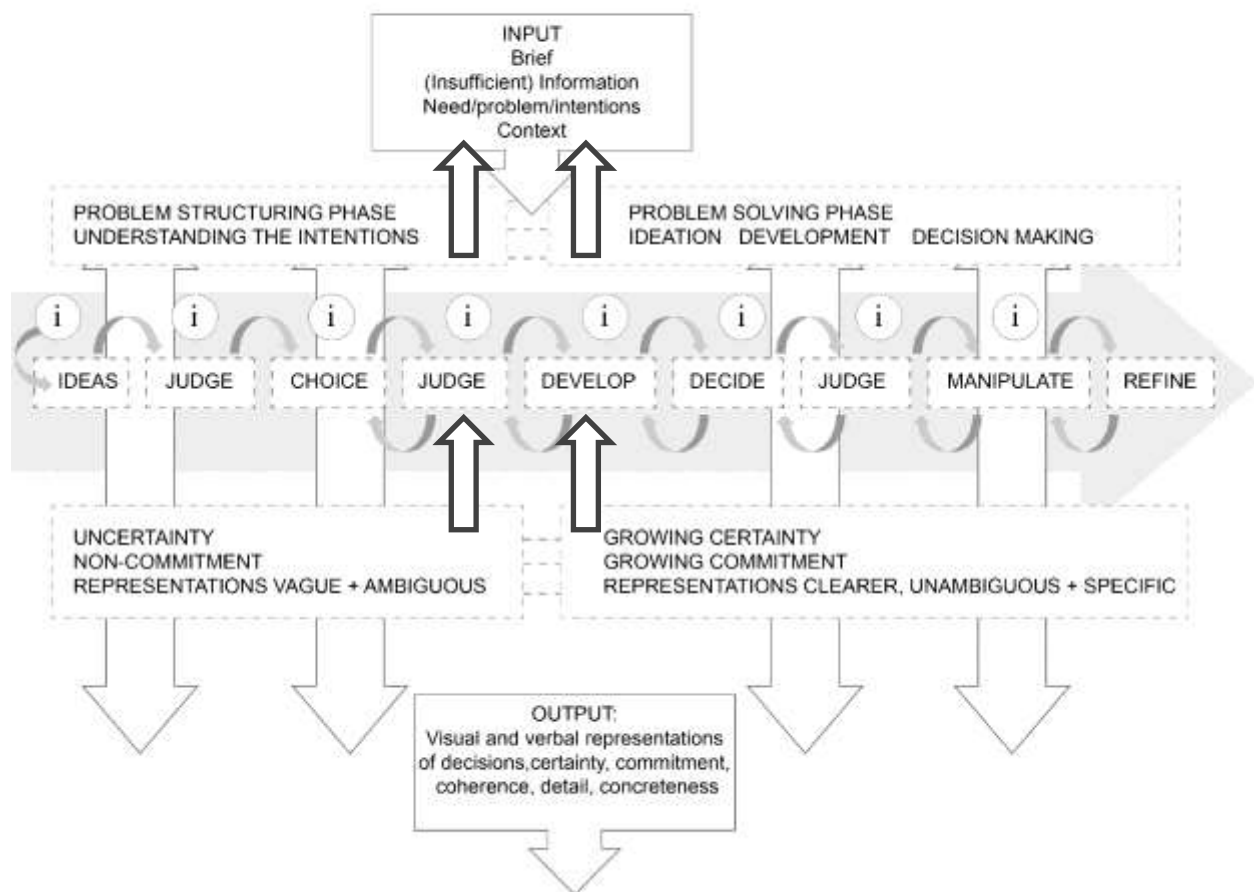 INPUT
Brief
(Insufficient) Information
Need/problem/intentions
Context
PROBLEM STRUCTURING PHASE
UNDERSTANDING THE INTENTIONS
PROBLEM SOLVING PHASE
IDEATION DEVELOPMENT DECISION MAKING
i i i i i i i i
IDEAS JUDGE CHOICE JUDGE DEVELOP DECIDE JUDGE MANIPULATE REFINE
UNCERTAINTY
NON-COMMITMENT
REPRESENTATIONS VAGUE + AMBIGUOUS
GROWING CERTAINTY
GROWING COMMITMENT
REPRESENTATIONS CLEARER, UNAMBIGUOUS + SPECIFIC
OUTPUT:
Visual and verbal representations
of decisions,certainty, commitment,
coherence, detail, concreteness